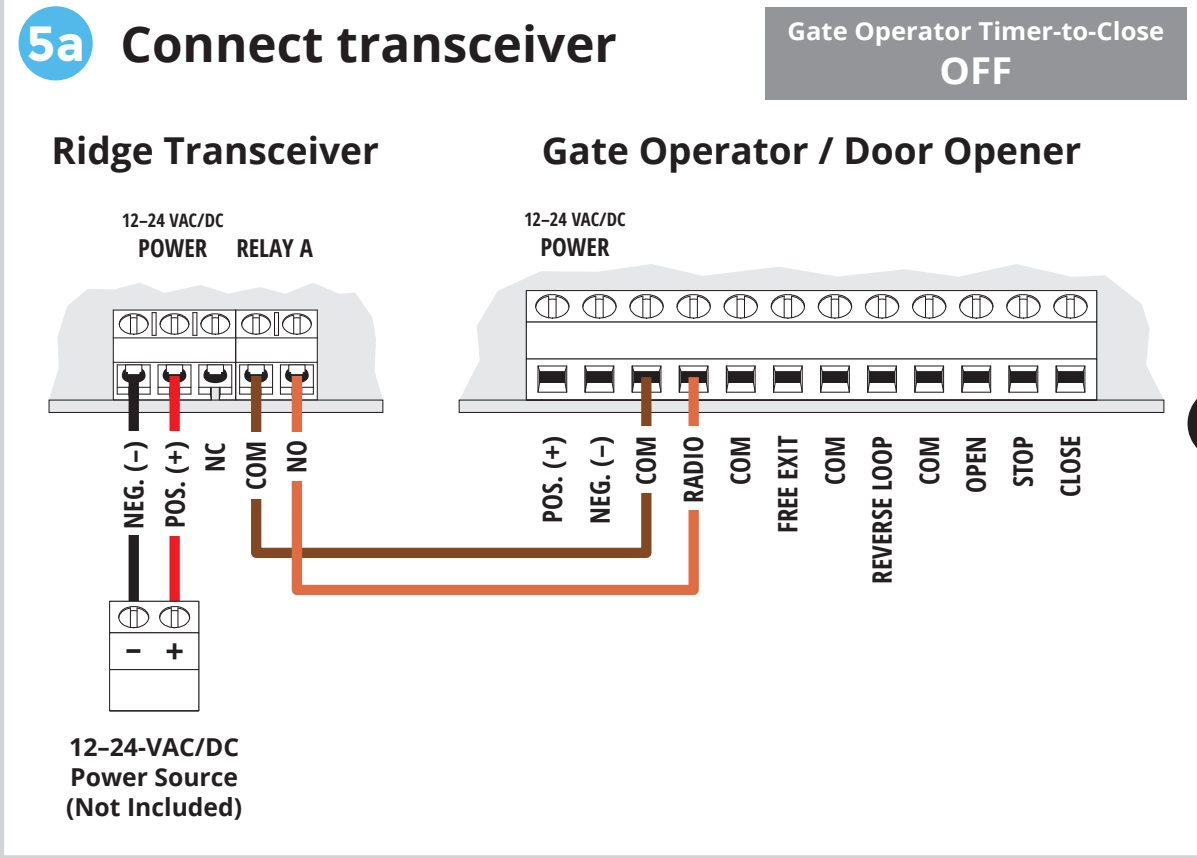 5a Connect transceiver
Gate Operator Timer-to-Close
OFF
Ridge Transceiver
Gate Operator / Door Opener
12–24 VAC/DC
POWER
RELAY A
12–24 VAC/DC
POWER
NEG. (–)
POS. (+)
NC
COM
NO
POS. (+)
NEG. (–)
COM
RADIO
COM
FREE EXIT
COM
REVERSE LOOP
COM
OPEN
STOP
CLOSE
– +
12–24-VAC/DC
Power Source
(Not Included)